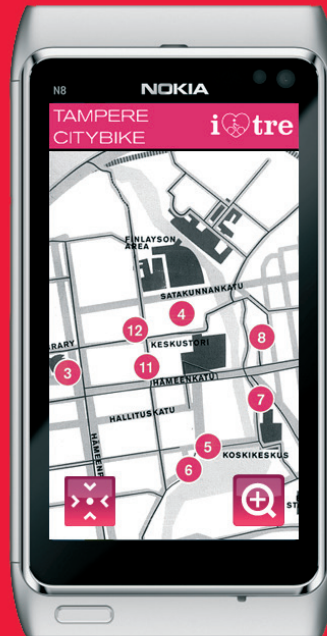 N8
NOKIA
TAMPERE
CITYBIKE
i tre
FINLAYSON
AREA
SATAKUNNANKATU
4
12
KESKUSTORI
8
RARY
3
11
HÄMEENKATU
7
HALLITUSKATU
5
KOSKIKESKUS
6
HÄMEENP
ST